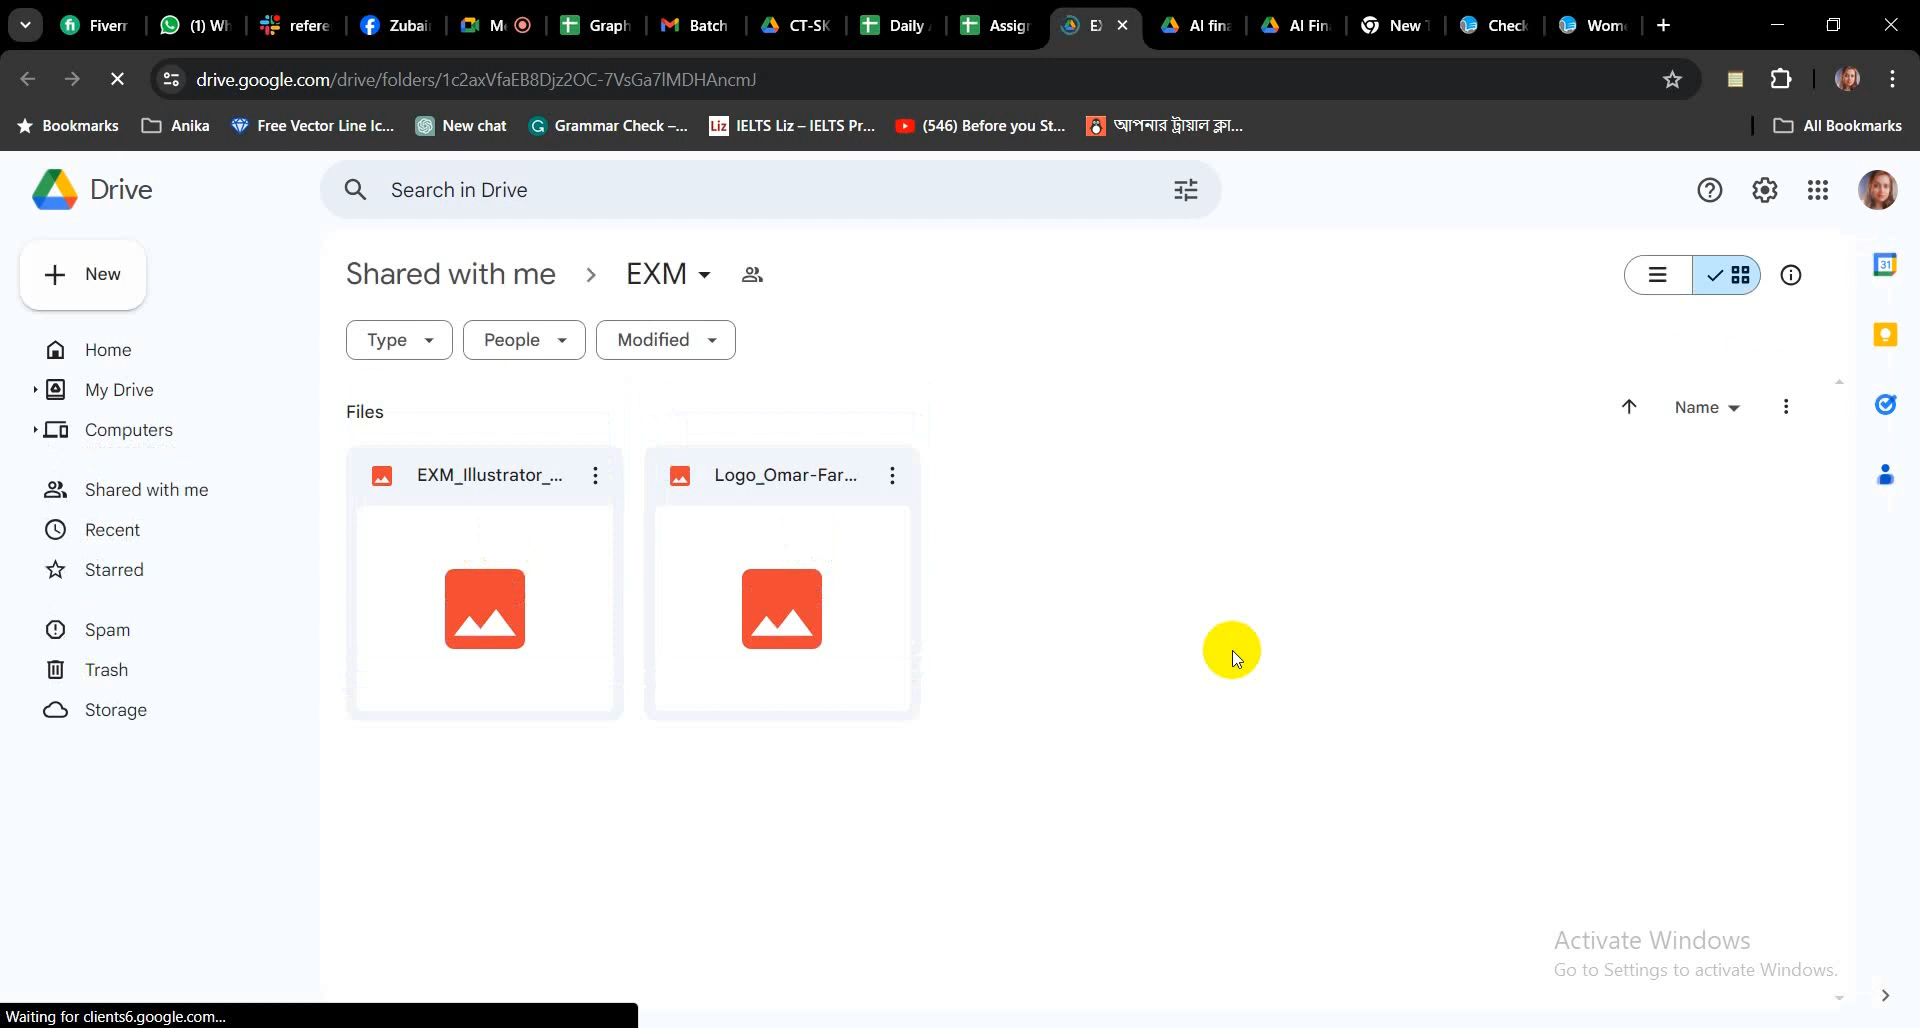 Fiverr
(1) Wh
refere
Zubai
M
Graph
Batch
CT-SK
Daily
Assign
AI fina
AI Fin
New
Check
Wom
drive.google.com/drive/folders/1c2axVfaEB8Djz2OC-7VsGa7IMDHAncmJ
Bookmarks
Anika
Free Vector Line Ic...
New chat
Grammar Check –...
Liz
IELTS Liz – IELTS Pr...
(546) Before you St...
আপনার ট্রায়াল ক্লা...
All Bookmarks
Drive
Search in Drive
New
Shared with me
EXM
31
Home
My Drive
Computers
Type
People
Modified
Files
Name
Shared with me
Recent
Starred
EXM_Illustrator_...
Logo_Omar-Far...
Spam
Trash
Storage
Activate Windows
Go to Settings to activate Windows.
Waiting for clients6.google.com...